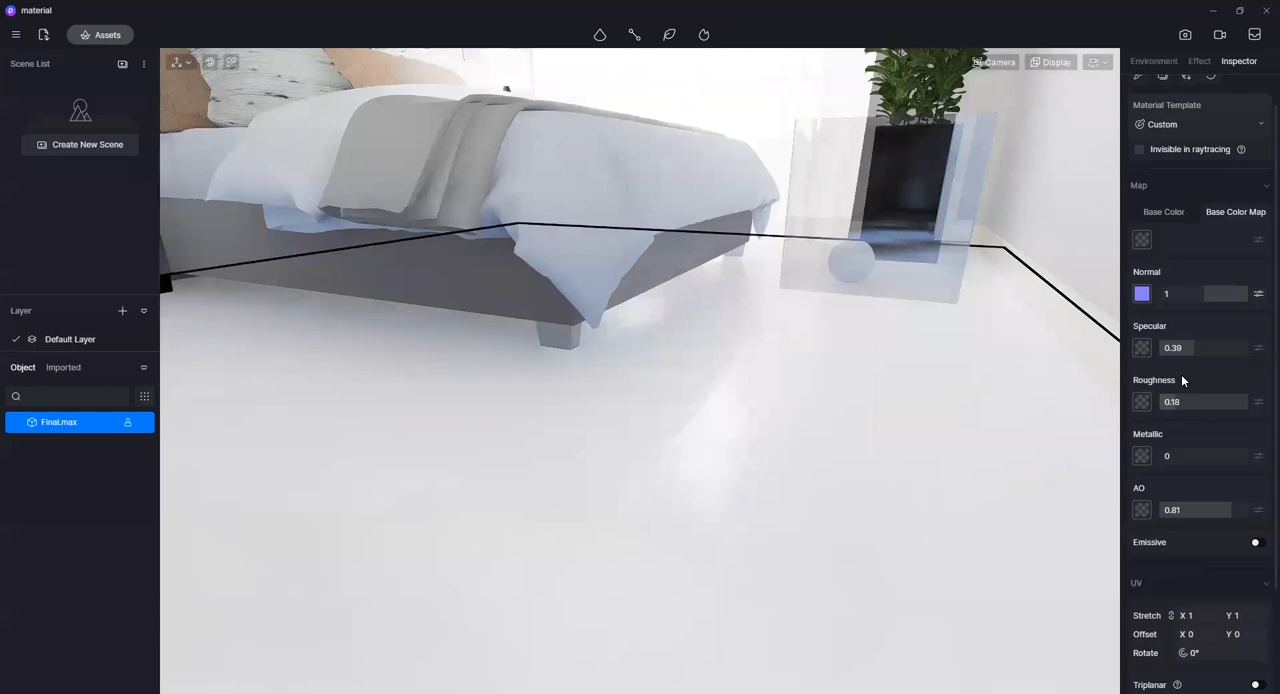 material
Assets
Scene List
Create New Scene
Layer
Default Layer
Object Imported
Final.max
Camera Display
Environment Effect Inspector
Material Template
Custom
Invisible in raytracing
Map
Base Color Base Color Map
Normal
1
Specular
0.39
Roughness
0.18
Metallic
0
AO
0.81
Emissive
UV
Stretch X 1 Y 1
Offset X 0 Y 0
Rotate 0°
Triplanar